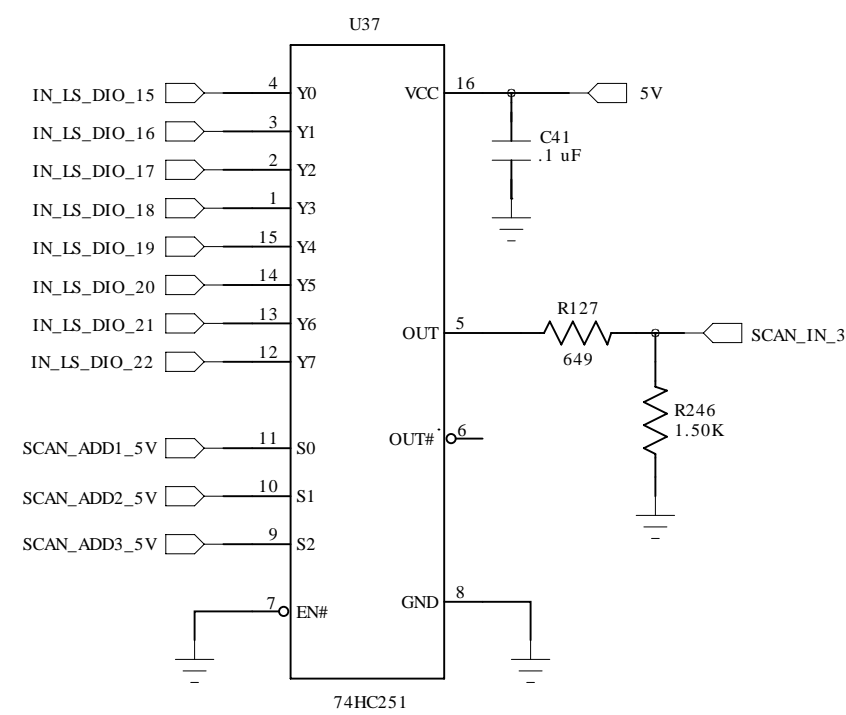 U37
IN_LS_DIO_15 4 Y0 VCC 16 5V
IN_LS_DIO_16 3 Y1
C41
.1 uF
IN_LS_DIO_17 2 Y2
IN_LS_DIO_18 1 Y3
IN_LS_DIO_19 15 Y4
IN_LS_DIO_20 14 Y5
IN_LS_DIO_21 13 Y6
IN_LS_DIO_22 12 Y7
OUT 5 R127 SCAN_IN_3
649
R246
1.50K
OUT# 6
SCAN_ADD1_5V 11 S0
SCAN_ADD2_5V 10 S1
SCAN_ADD3_5V 9 S2
7 EN# GND 8
74HC251